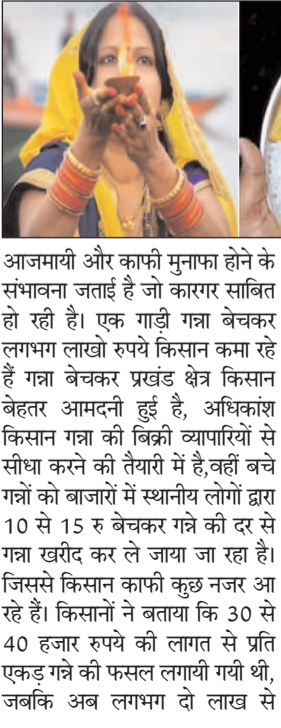 आजमायी और काफी मुनाफा होने के
संभावना जताई है जो कारगर साबित
हो रही है। एक गाड़ी गन्ना बेचकर
लगभग लाखो रुपये किसान कमा रहे
हैं गन्ना बेचकर प्रखंड क्षेत्र किसान
बेहतर आमदनी हुई है, अधिकांश
किसान गन्ना की बिक्री व्यापारियों से
सीधा करने की तैयारी में है,वहीं बचे
गन्नों को बाजारों में स्थानीय लोगों द्वारा
10 से 15 रु बेचकर गन्ने की दर से
गन्ना खरीद कर ले जाया जा रहा है।
जिससे किसान काफी कुछ नजर आ
रहे हैं। किसानों ने बताया कि 30 से
40 हजार रुपये की लागत से प्रति
एकड़ गन्ने की फसल लगायी गयी थी,
जबकि अब लगभग दो लाख से